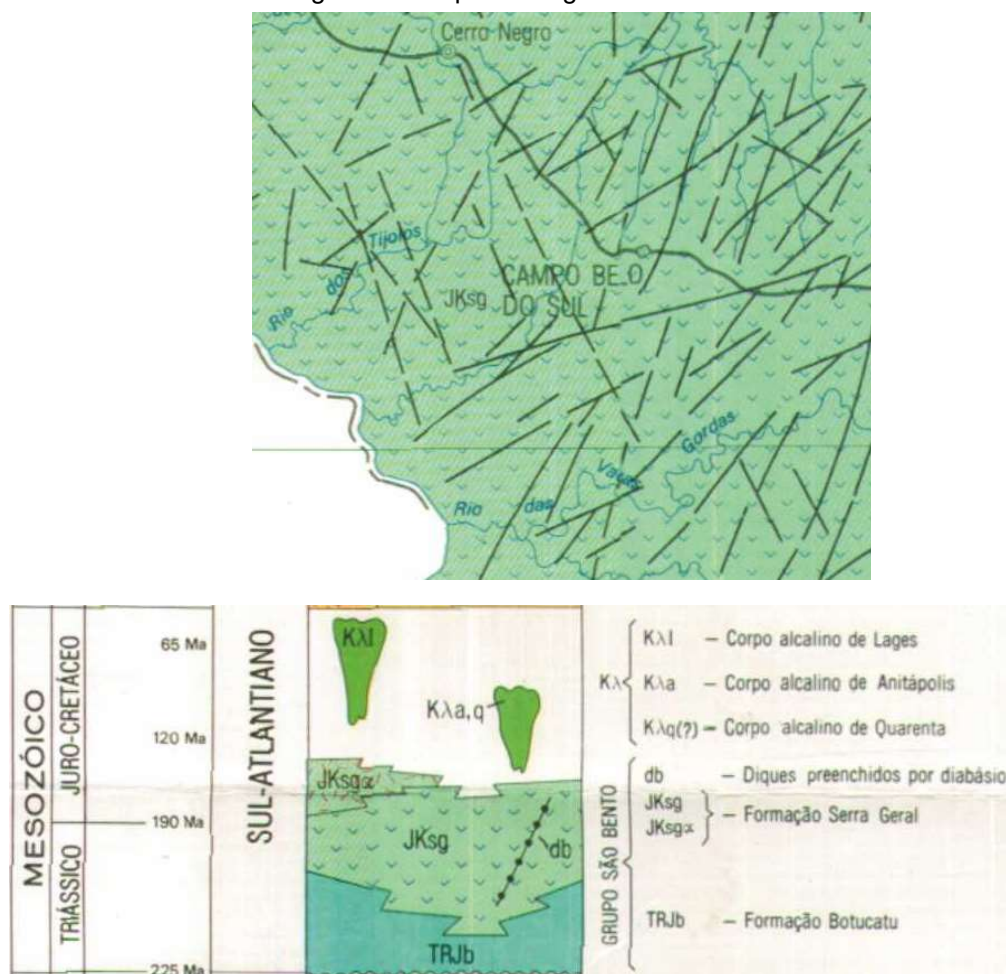 Cerro Negro
Rio dos Tijolos
CAMPO BELO
DO SUL
JKsg
Rio das Vacas Gordas
MESOZÓICO
JURO-CRETÁCEO
TRIÁSSICO
65 Ma
120 Ma
190 Ma
225 Ma
SUL-ATLANTIANO
Kλl
Kλa,q
JKsgα
JKsg
db
TRJb
Kλ
Kλl – Corpo alcalino de Lages
Kλa – Corpo alcalino de Anitápolis
Kλq(?) – Corpo alcalino de Quarenta
GRUPO SÃO BENTO
db – Diques preenchidos por diabásio
JKsg
JKsgα
– Formação Serra Geral
TRJb – Formação Botucatu